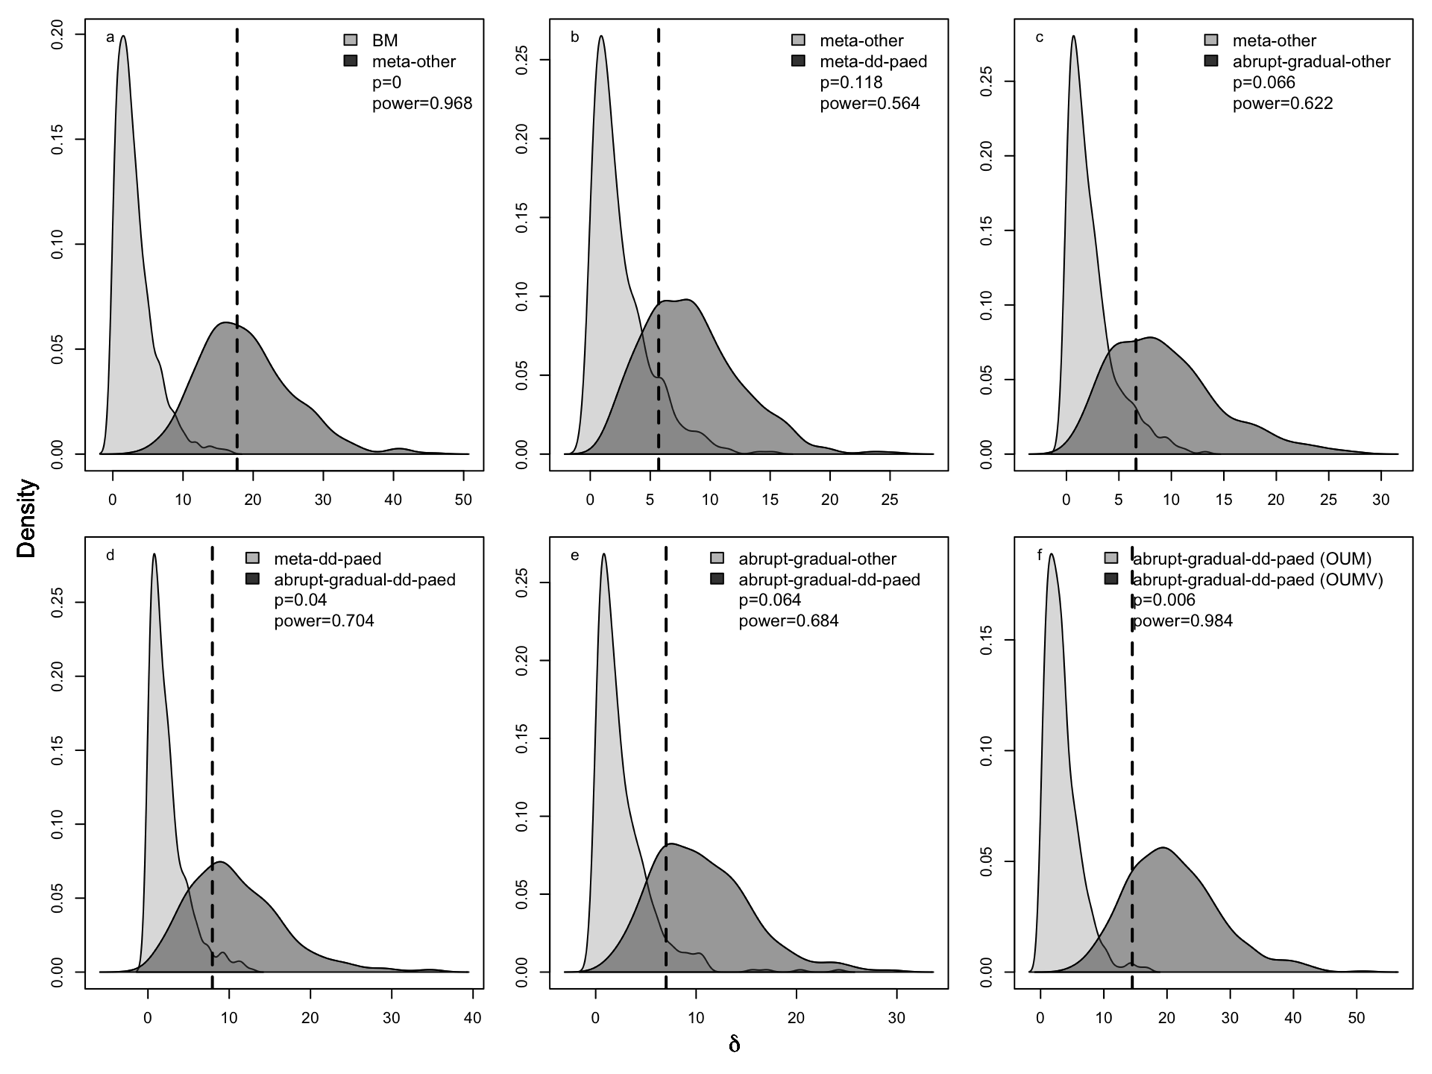 Density
a
BM
meta-other
p=0
power=0.968
0.00 0.05 0.10 0.15 0.20
0 10 20 30 40 50
b
meta-other
meta-dd-paed
p=0.118
power=0.564
0.00 0.05 0.10 0.15 0.20 0.25
0 5 10 15 20 25
c
meta-other
abrupt-gradual-other
p=0.066
power=0.622
0.00 0.05 0.10 0.15 0.20 0.25
0 5 10 15 20 25 30
d
meta-dd-paed
abrupt-gradual-dd-paed
p=0.04
power=0.704
0.00 0.05 0.10 0.15 0.20 0.25
0 10 20 30 40
e
abrupt-gradual-other
abrupt-gradual-dd-paed
p=0.064
power=0.684
0.00 0.05 0.10 0.15 0.20 0.25
0 10 20 30
f
abrupt-gradual-dd-paed (OUM)
abrupt-gradual-dd-paed (OUMV)
p=0.006
power=0.984
0.00 0.05 0.10 0.15
0 10 20 30 40 50
δ